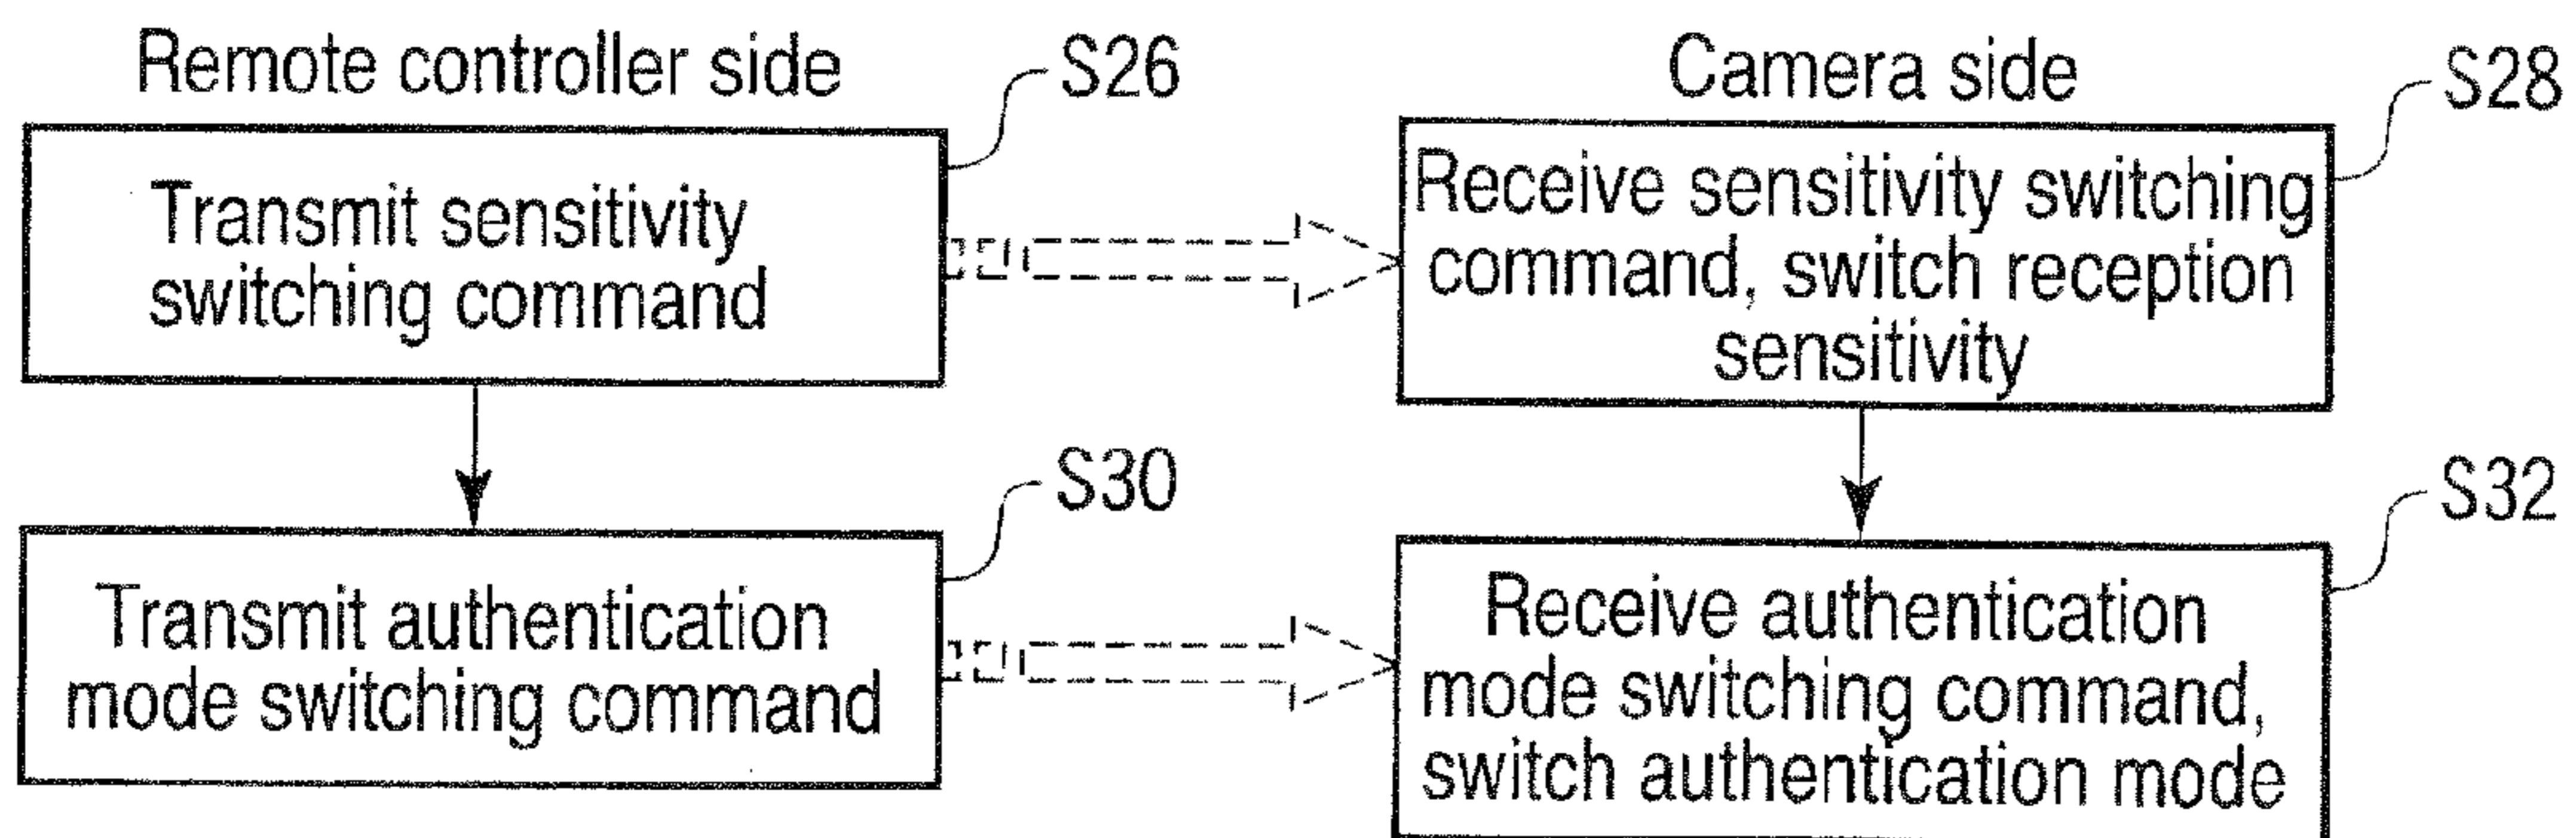 Remote controller side
S26
Camera side
S28
Transmit sensitivity
switching command
Receive sensitivity switching
command, switch reception
sensitivity
S30
S32
Transmit authentication
mode switching command
Receive authentication
mode switching command,
switch authentication mode